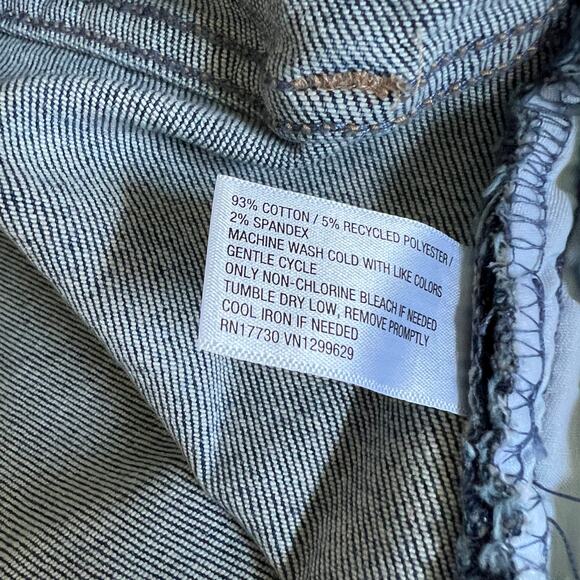 93% COTTON / 5% RECYCLED POLYESTER /
2% SPANDEX
MACHINE WASH COLD WITH LIKE COLORS
GENTLE CYCLE
ONLY NON-CHLORINE BLEACH IF NEEDED
TUMBLE DRY LOW, REMOVE PROMPTLY
COOL IRON IF NEEDED
RN17730 VN1299629